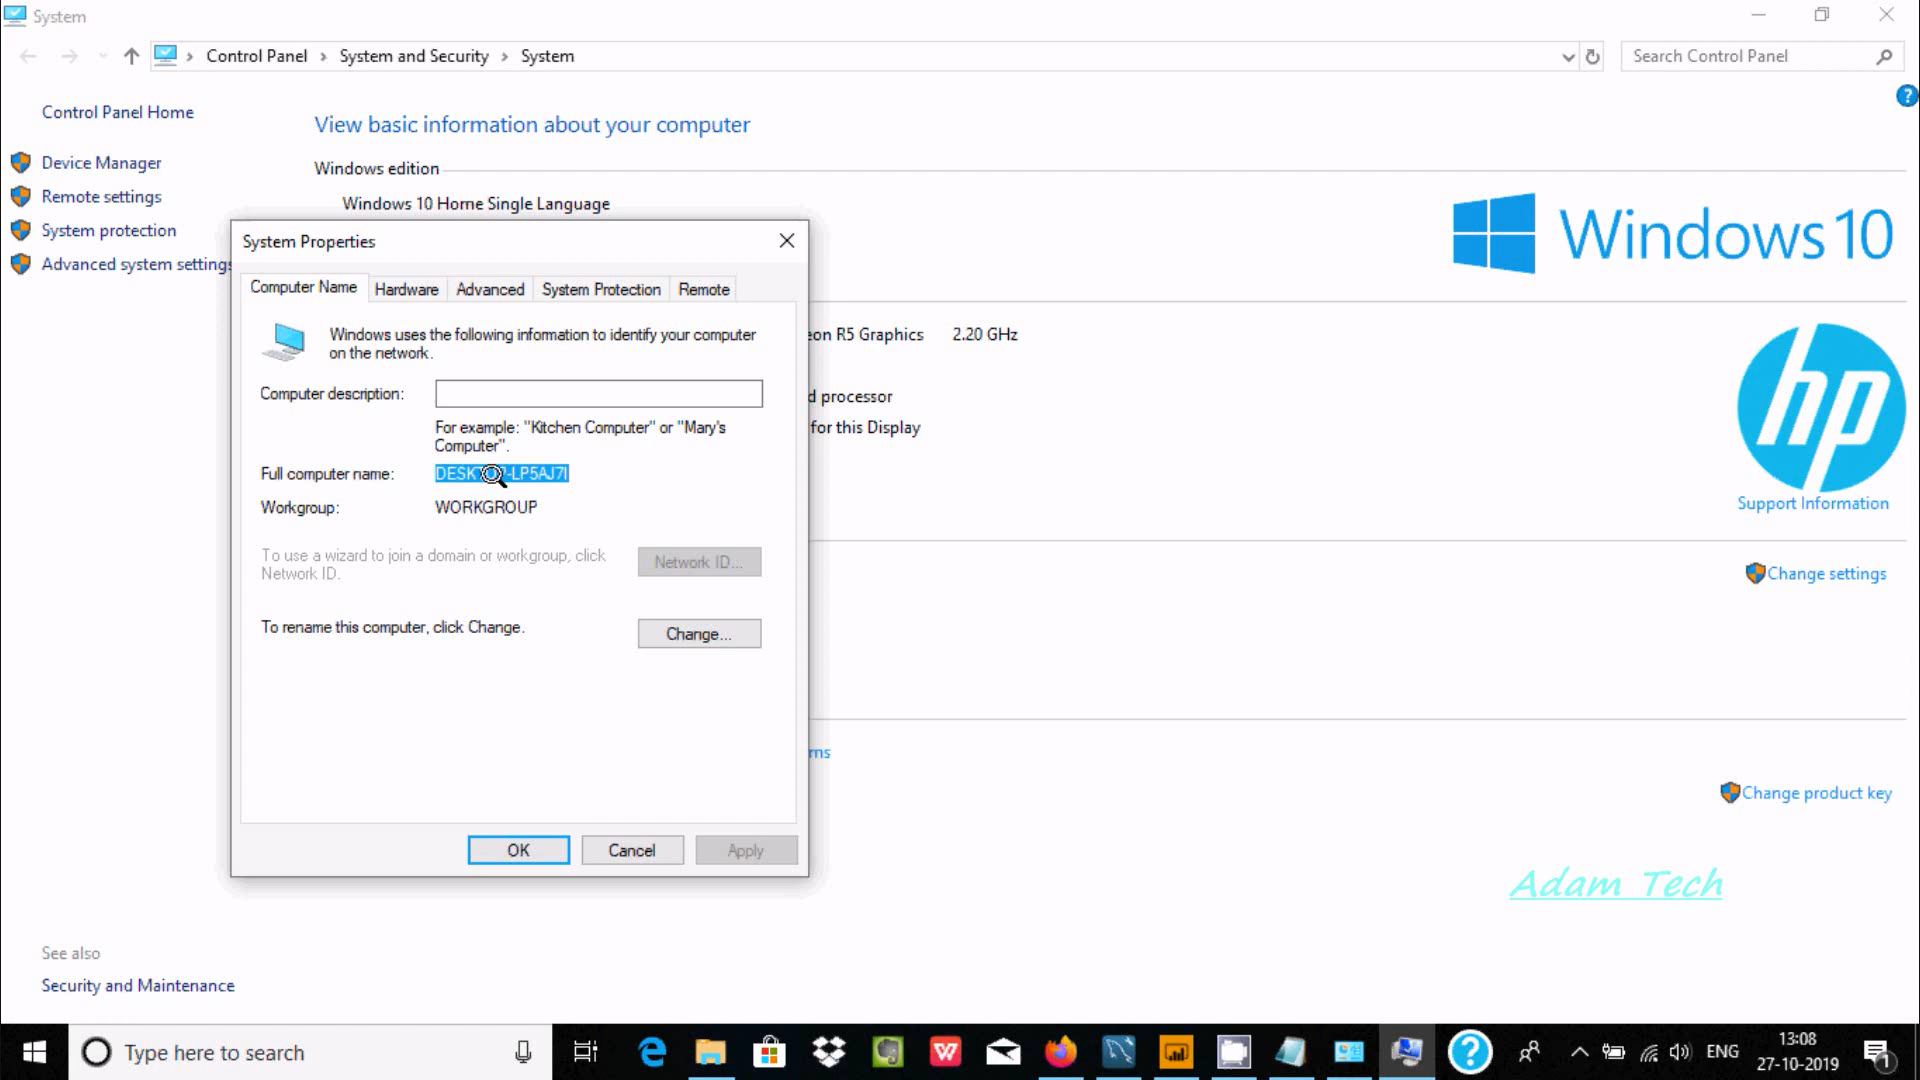 System
Control Panel › System and Security › System
Search Control Panel
Control Panel Home
Device Manager
Remote settings
System protection
Advanced system settings
View basic information about your computer
Windows edition
Windows 10 Home Single Language
Windows 10
System Properties
Computer Name Hardware Advanced System Protection Remote
Windows uses the following information to identify your computer
on the network.
Computer description:
For example: "Kitchen Computer" or "Mary's
Computer".
Full computer name:
Workgroup: WORKGROUP
To use a wizard to join a domain or workgroup, click
Network ID.
Network ID...
To rename this computer, click Change.
Change...
OK Cancel Apply
R5 Graphics 2.20 GHz
processor
for this Display
hp
Support Information
Change settings
Change product key
Adam Tech
See also
Security and Maintenance
Type here to search
ENG
13:08
27-10-2019
1